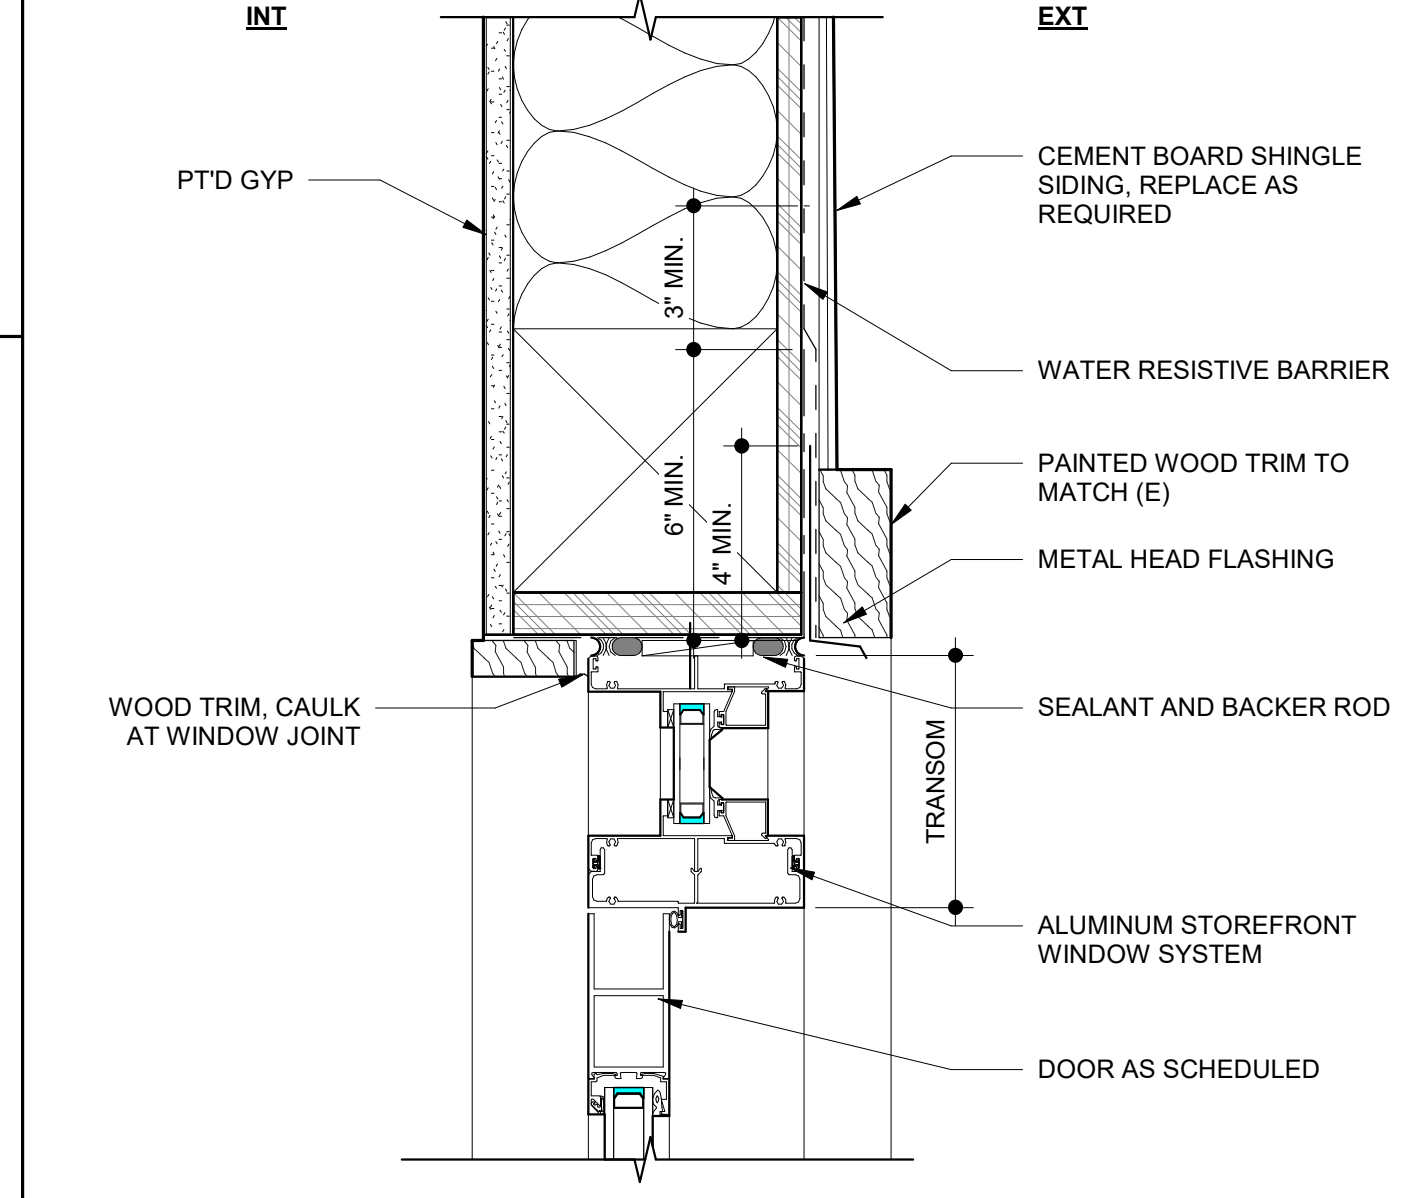 INT
EXT
CEMENT BOARD SHINGLE
SIDING, REPLACE AS
REQUIRED
PT'D GYP
3" MIN.
WATER RESISTIVE BARRIER
PAINTED WOOD TRIM TO
MATCH (E)
6" MIN.
4" MIN.
METAL HEAD FLASHING
WOOD TRIM, CAULK
AT WINDOW JOINT
SEALANT AND BACKER ROD
TRANSOM
ALUMINUM STOREFRONT
WINDOW SYSTEM
DOOR AS SCHEDULED